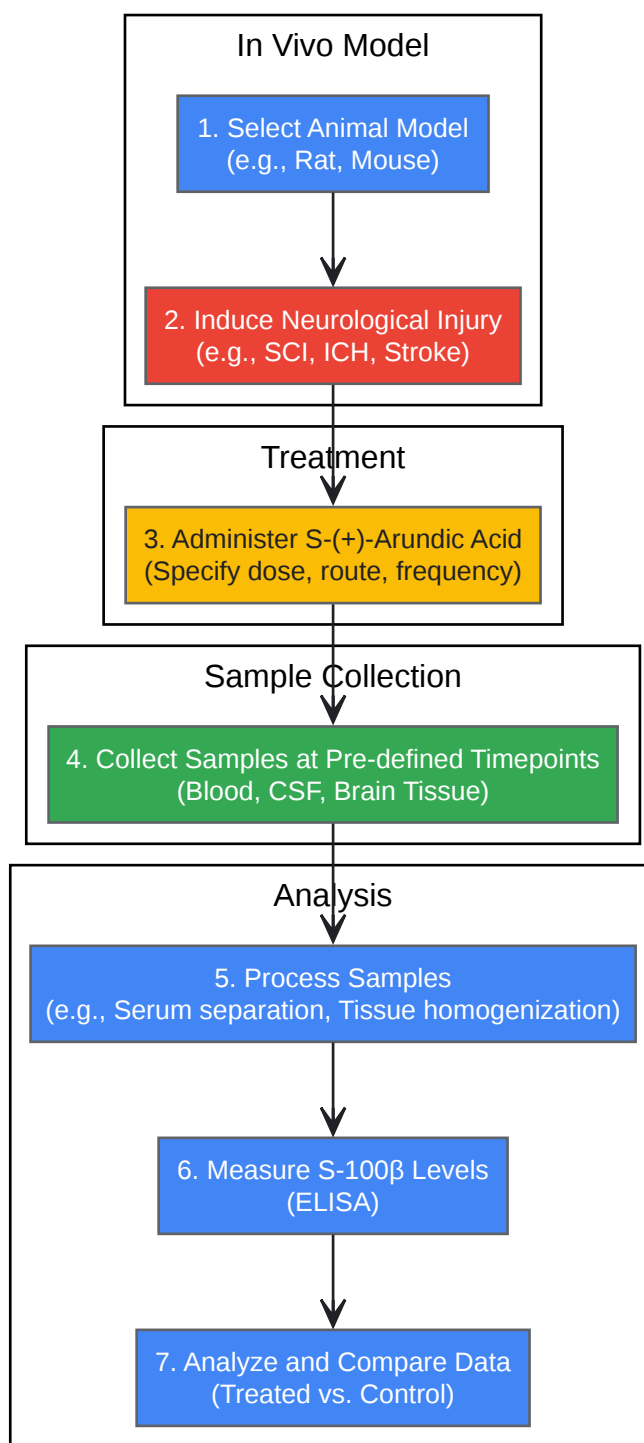 In Vivo Model
1. Select Animal Model
(e.g., Rat, Mouse)
2. Induce Neurological Injury
(e.g., SCI, ICH, Stroke)
Treatment
3. Administer S-(+)-Arundic Acid
(Specify dose, route, frequency)
Sample Collection
4. Collect Samples at Pre-defined Timepoints
(Blood, CSF, Brain Tissue)
Analysis
5. Process Samples
(e.g., Serum separation, Tissue homogenization)
6. Measure S-100β Levels
(ELISA)
7. Analyze and Compare Data
(Treated vs. Control)